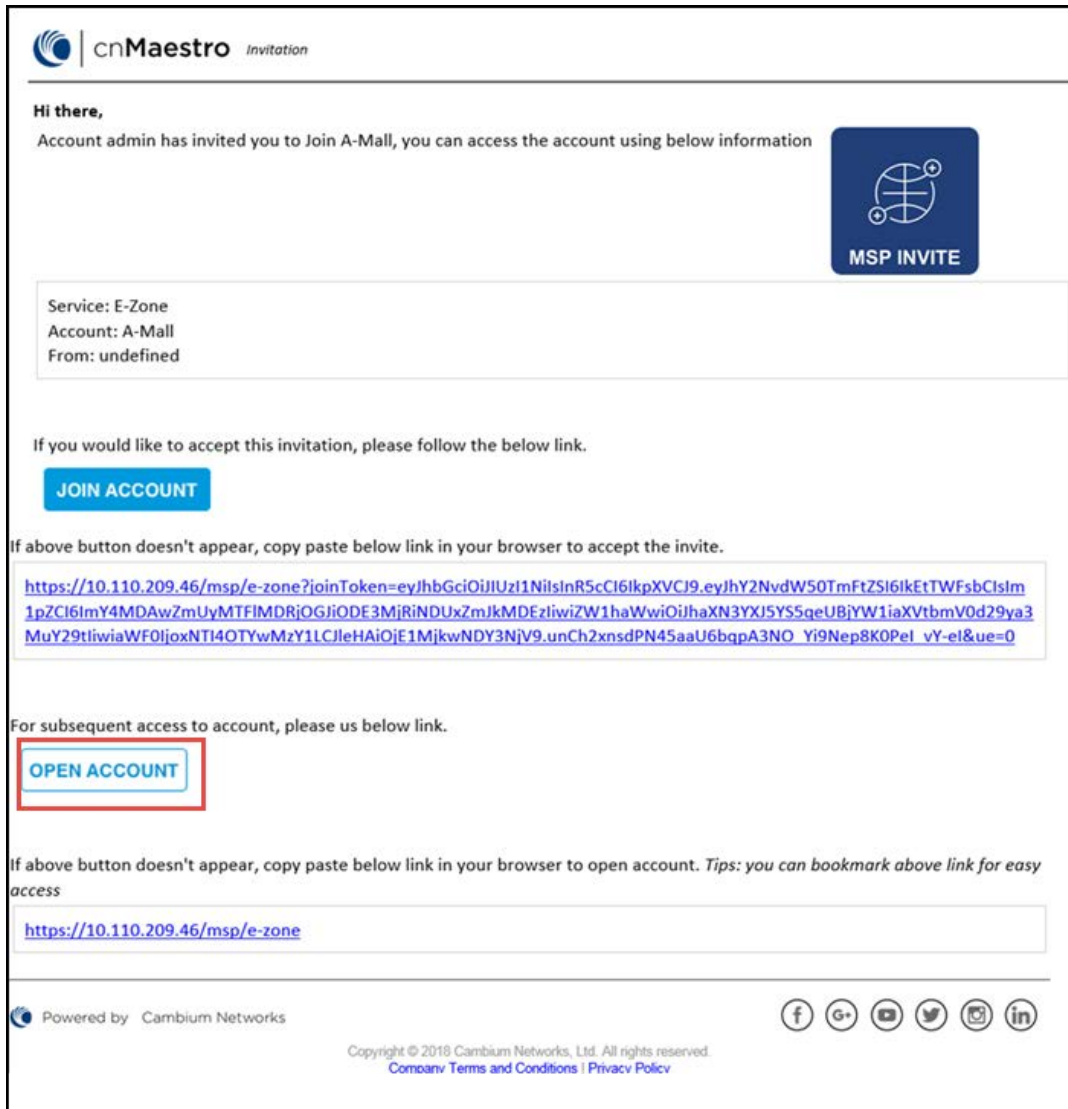 cnMaestro Invitation
Hi there,
Account admin has invited you to Join A-Mall, you can access the account using below information
MSP INVITE
Service: E-Zone
Account: A-Mall
From: undefined
If you would like to accept this invitation, please follow the below link.
JOIN ACCOUNT
If above button doesn't appear, copy paste below link in your browser to accept the invite.
https://10.110.209.46/msp/e-zone?joinToken=eyJhbGciOiJIUzI1NiIsInR5cCI6IkpXVCJ9.eyJhY2NvdW50TmFtZSI6IkEtTWFsbCIsIm
1pZCI6ImY4MDAwZmUyMTFlMDRjOGJiODE3MjRiNDUxZmJkMDEzIiwiZW1haWwiOiJhaXN3YXJ5YS5qeUBjYW1iaXVtbmV0d29ya3
MuY29tIiwiaWF0IjoxNTI4OTYwMzY1LCJleHAiOjE1MjkwNDY3NjV9.unCh2xnsdPN45aaU6bqpA3NO_Yi9Nep8K0PeI_vY-eI&ue=0
For subsequent access to account, please us below link.
OPEN ACCOUNT
If above button doesn't appear, copy paste below link in your browser to open account. Tips: you can bookmark above link for easy
access
https://10.110.209.46/msp/e-zone
Powered by Cambium Networks
f G+ in
Copyright © 2018 Cambium Networks, Ltd. All rights reserved.
Company Terms and Conditions | Privacy Policy